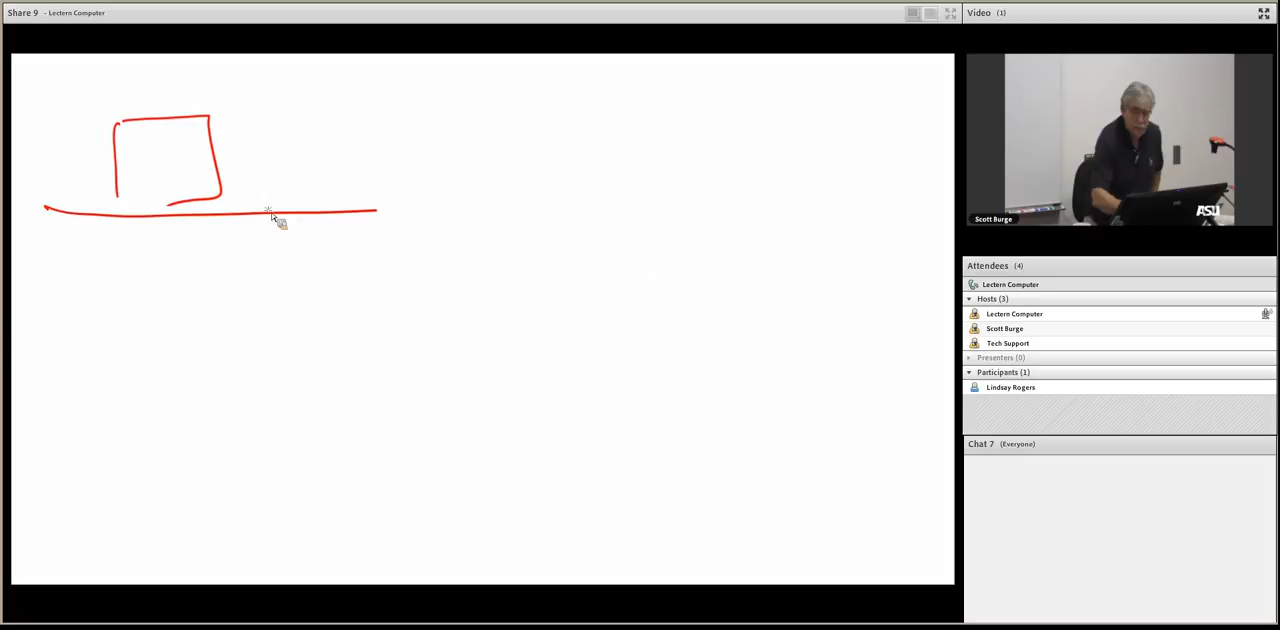 Share 9 - Lectern Computer
Video (1)
Scott Burge
ASU
Attendees (4)
Lectern Computer
Hosts (3)
Lectern Computer
Scott Burge
Tech Support
Presenters (0)
Participants (1)
Lindsay Rogers
Chat 7 (Everyone)